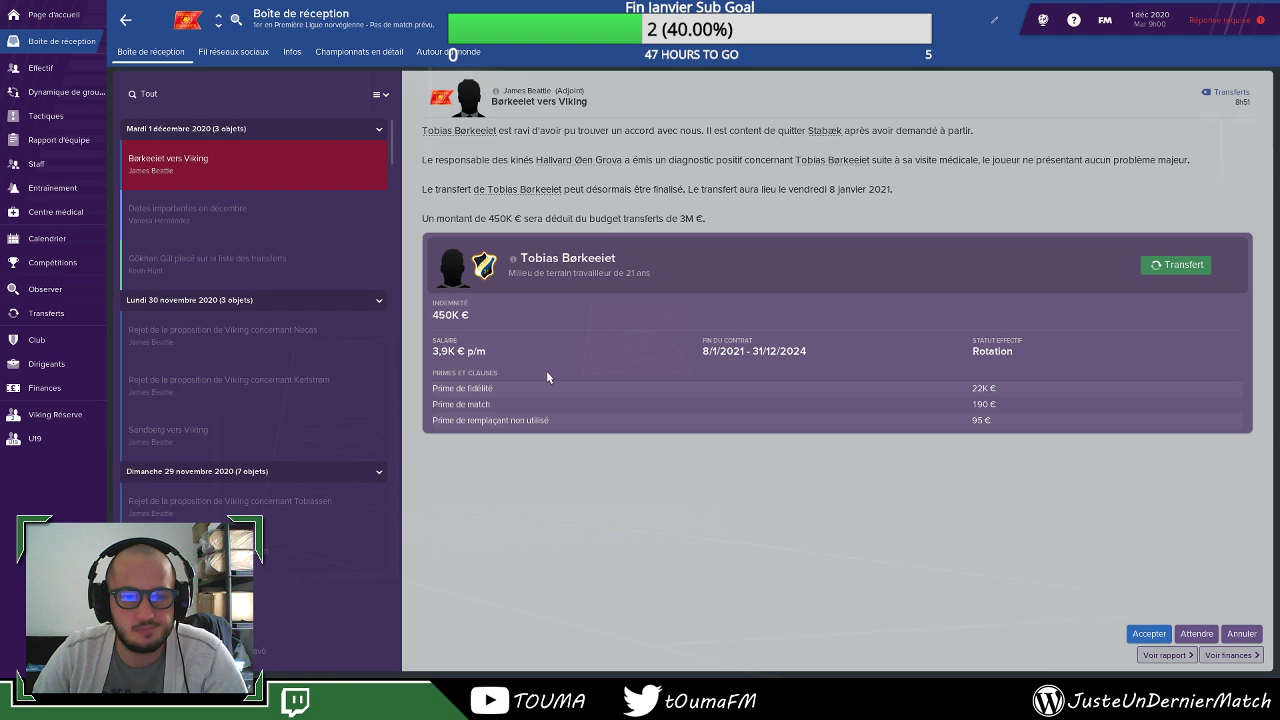 Fin Janvier Sub Goal
2 (40.00%)
0
47 HOURS TO GO
5
Page d'accueil
Boîte de réception
Effectif
Dynamique de grou...
Tactiques
Rapport d'équipe
Staff
Entraînement
Centre médical
Calendrier
Compétitions
Observer
Transferts
Club
Dirigeants
Finances
Viking Réserve
U19
Boîte de réception
1er en Première Ligue norvégienne - Pas de match prévu.
FM
1 déc 2020
Mar 9h00
Réponse requise
Boîte de réception
Fil réseaux sociaux
Infos
Championnats en détail
Autour du monde
Tout
Mardi 1 décembre 2020 (3 objets)
Børkeeiet vers Viking
James Beattie
Dates importantes en décembre
Vanesa Hernández
Gökhan Gül placé sur la liste des transferts
Kevin Hunt
Lundi 30 novembre 2020 (3 objets)
Rejet de la proposition de Viking concernant Necas
James Beattie
Rejet de la proposition de Viking concernant Karlstrøm
James Beattie
Sandberg vers Viking
James Beattie
Dimanche 29 novembre 2020 (7 objets)
Rejet de la proposition de Viking concernant Tobiassen
James Beattie
James Beattie (Adjoint)
Børkeeiet vers Viking
Transferts
8h51
Tobias Børkeeiet est ravi d'avoir pu trouver un accord avec nous. Il est content de quitter Stabæk après avoir demandé à partir.
Le responsable des kinés Hallvard Øen Grova a émis un diagnostic positif concernant Tobias Børkeeiet suite à sa visite médicale, le joueur ne présentant aucun problème majeur.
Le transfert de Tobias Børkeeiet peut désormais être finalisé. Le transfert aura lieu le vendredi 8 janvier 2021.
Un montant de 450K € sera déduit du budget transferts de 3M €.
Tobias Børkeeiet
Milieu de terrain travailleur de 21 ans
Transfert
INDEMNITÉ
450K €
SALAIRE
3,9K € p/m
FIN DU CONTRAT
8/1/2021 - 31/12/2024
STATUT EFFECTIF
Rotation
PRIMES ET CLAUSES
Prime de fidélité
22K €
Prime de match
190 €
Prime de remplaçant non utilisé
95 €
Accepter
Attendre
Annuler
Voir rapport
Voir finances
TOUMA
tOumaFM
JusteUnDernierMatch